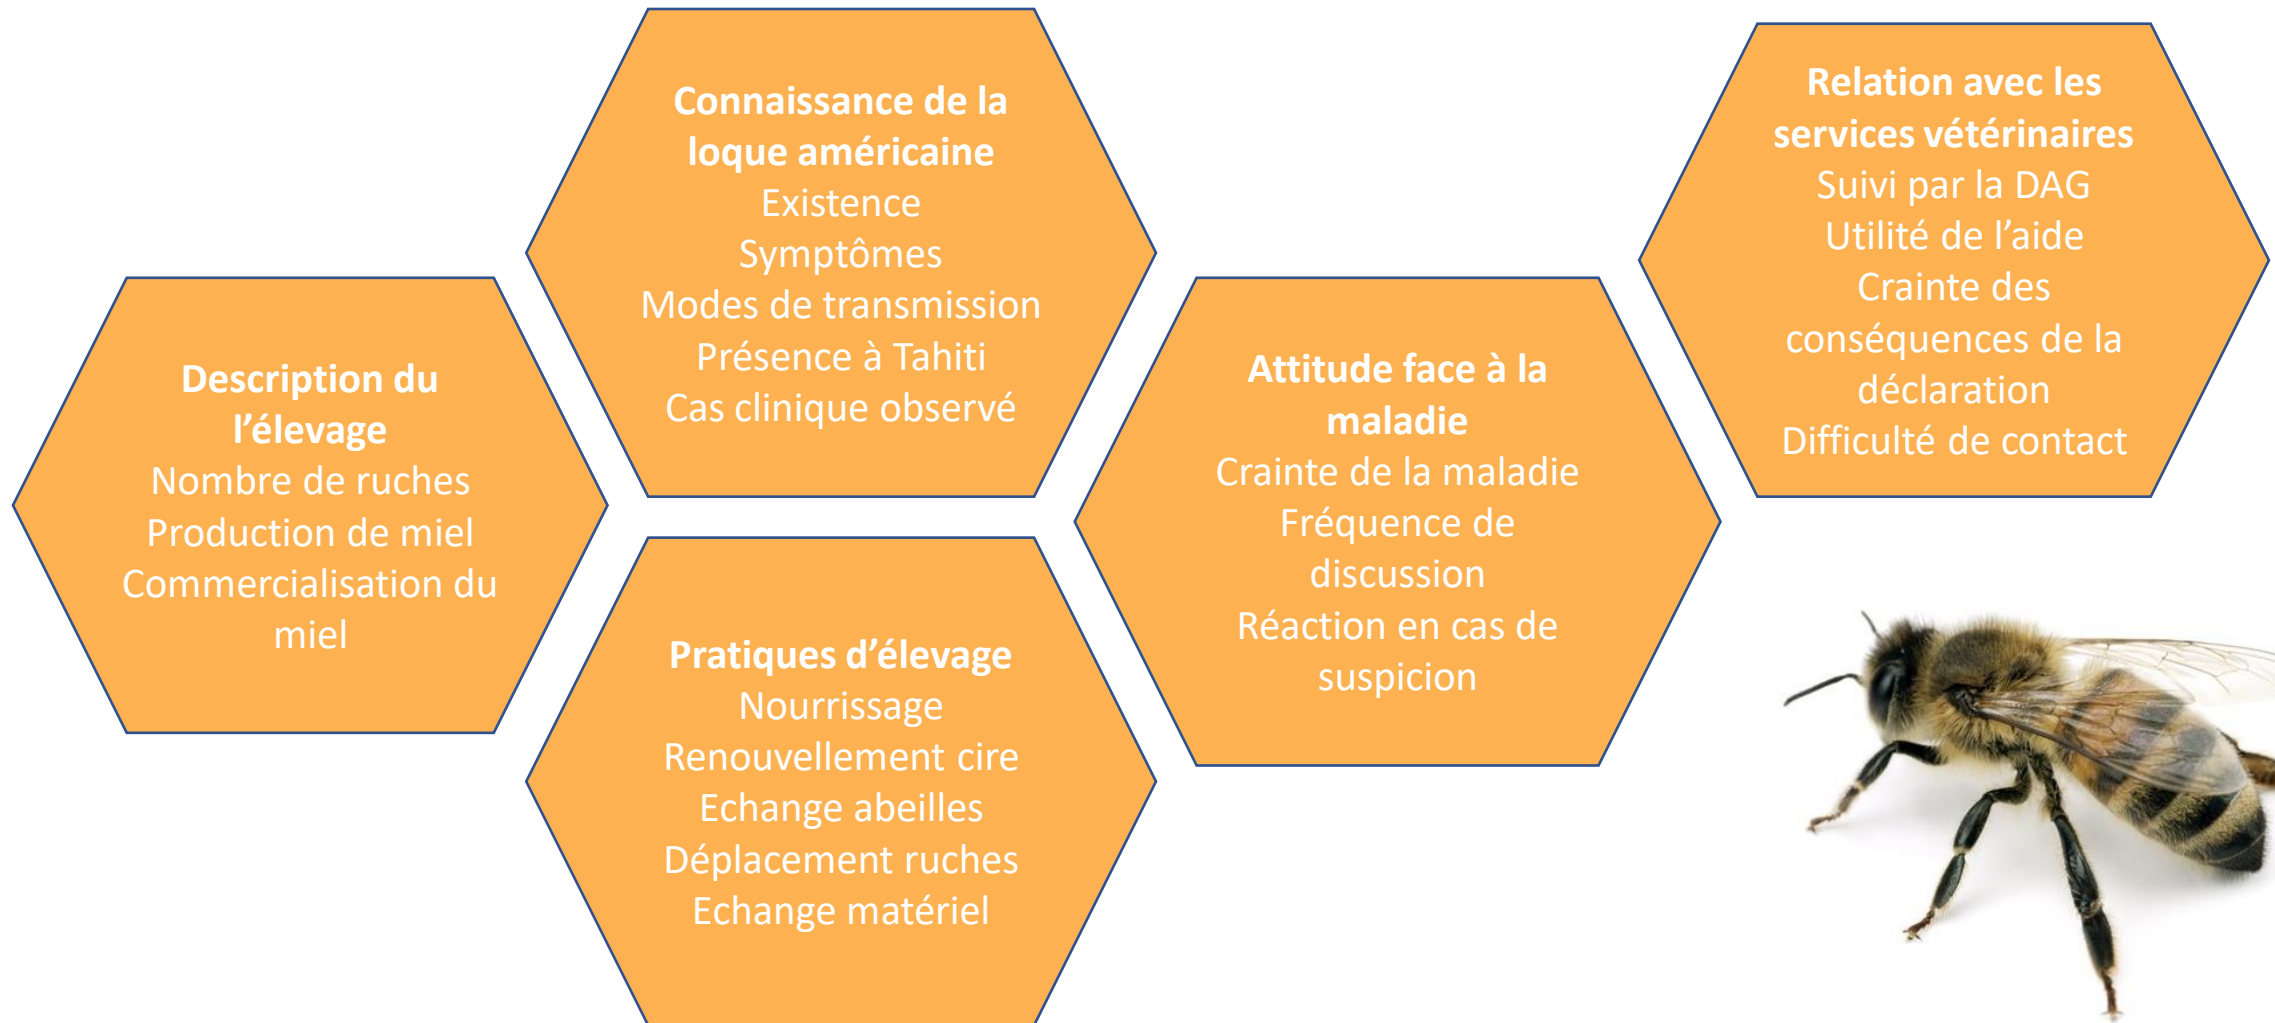 Description du
l’élevage
Nombre de ruches
Production de miel
Commercialisation du
miel
Connaissance de la
loque américaine
Existence
Symptômes
Modes de transmission
Présence à Tahiti
Cas clinique observé
Pratiques d’élevage
Nourrissage
Renouvellement cire
Echange abeilles
Déplacement ruches
Echange matériel
Attitude face à la
maladie
Crainte de la maladie
Fréquence de
discussion
Réaction en cas de
suspicion
Relation avec les
services vétérinaires
Suivi par la DAG
Utilité de l’aide
Crainte des
conséquences de la
déclaration
Difficulté de contact